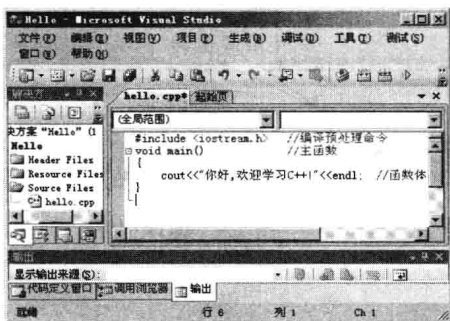 Hello - Microsoft Visual Studio
文件(F) 编辑(E) 视图(V) 项目(P) 生成(B) 调试(D) 工具(T) 测试(S)
窗口(W) 帮助(H)
hello.cpp* 起始页
(全局范围)
决方案 "Hello" (1
Hello
Header Files
Resource Files
Source Files
hello.cpp
#include <iostream.h> //编译预处理命令
void main() //主函数
{
cout<<"你好,欢迎学习C++!"<<endl; //函数体
}
输出
显示输出来源(S):
代码定义窗口 调用浏览器 输出
就绪 行 6 列 1 Ch 1